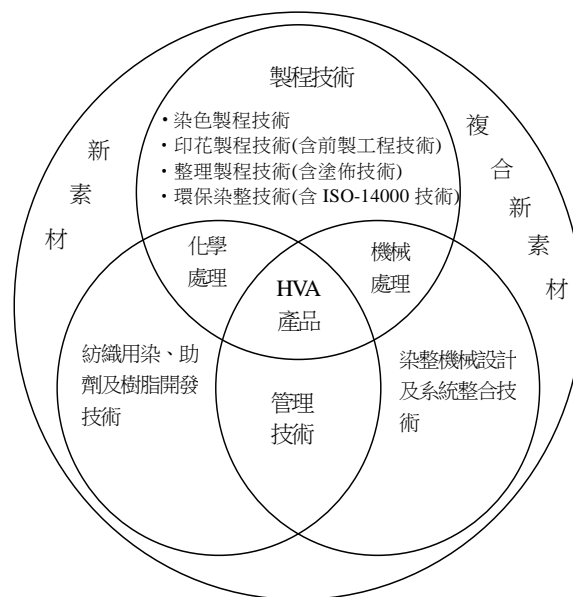 製程技術
・染色製程技術
・印花製程技術(含前製工程技術)
・整理製程技術(含塗佈技術)
・環保染整技術(含 ISO-14000 技術)
新素材
複合新素材
化學
處理
機械
處理
HVA
產品
紡織用染、助
劑及樹脂開發
技術
染整機械設計
及系統整合技
術
管理
技術